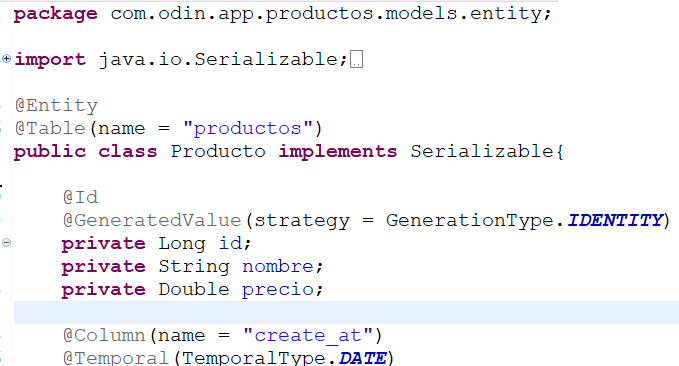 package com.odin.app.productos.models.entity;
import java.io.Serializable;
@Entity
@Table(name = "productos")
public class Producto implements Serializable{
@Id
@GeneratedValue(strategy = GenerationType.IDENTITY)
private Long id;
private String nombre;
private Double precio;
@Column(name = "create_at")
@Temporal(TemporalType.DATE)